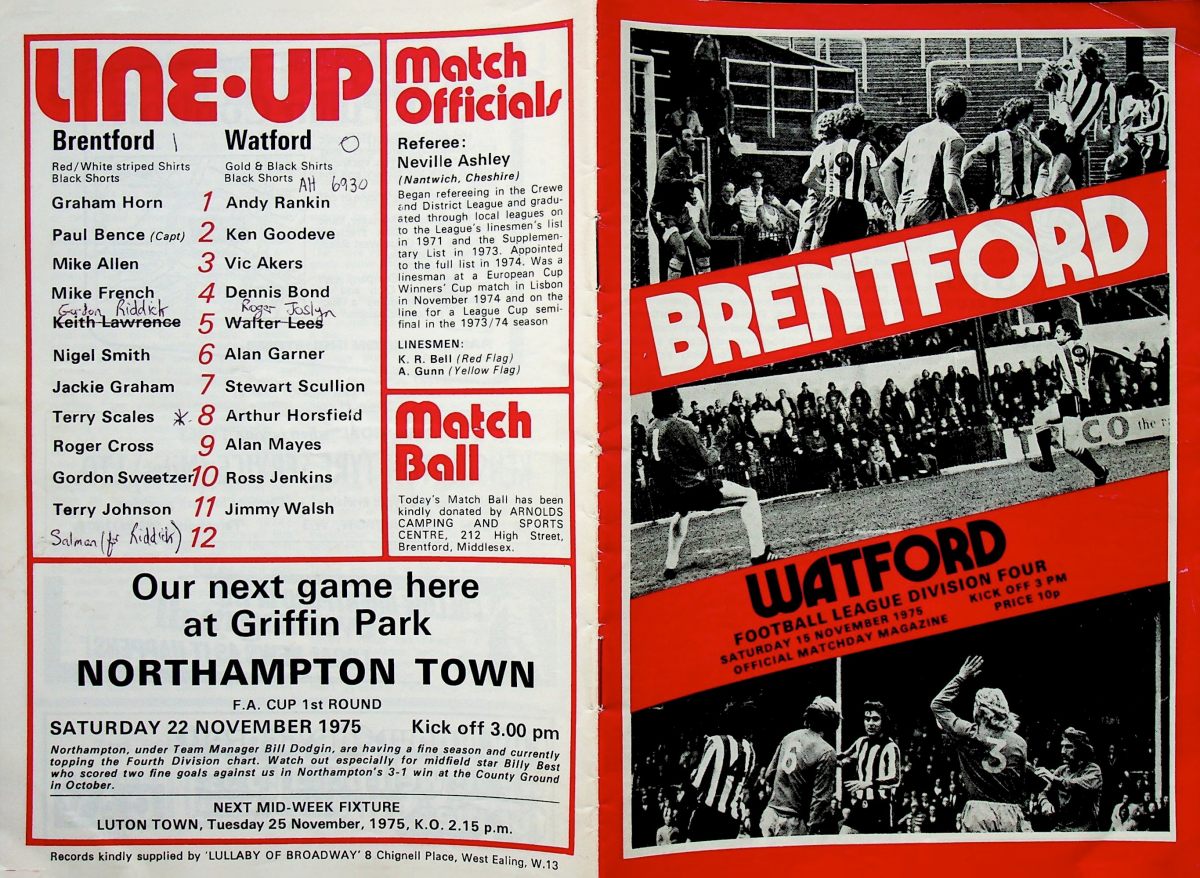 LINE·UP
Brentford 1 Watford 0
Red/White striped Shirts Gold & Black Shirts
Black Shorts Black Shorts AH 6930
Graham Horn 1 Andy Rankin
Paul Bence (Capt) 2 Ken Goodeve
Mike Allen 3 Vic Akers
Mike French 4 Dennis Bond
Gordon Riddick Roger Joslyn
Keith Lawrence 5 Walter Lees
Nigel Smith 6 Alan Garner
Jackie Graham 7 Stewart Scullion
Terry Scales * 8 Arthur Horsfield
Roger Cross 9 Alan Mayes
Gordon Sweetzer 10 Ross Jenkins
Terry Johnson 11 Jimmy Walsh
Salman (for Riddick) 12
Match
Officials
Referee:
Neville Ashley
(Nantwich, Cheshire)
Began refereeing in the Crewe
and District League and gradu-
ated through local leagues on
to the League's linesmen's list
in 1971 and the Supplemen-
tary List in 1973. Appointed
to the full list in 1974. Was a
linesman at a European Cup
Winners' Cup match in Lisbon
in November 1974 and on the
line for a League Cup semi-
final in the 1973/74 season
LINESMEN:
K. R. Bell (Red Flag)
A. Gunn (Yellow Flag)
Match
Ball
Today's Match Ball has been
kindly donated by ARNOLDS
CAMPING AND SPORTS
CENTRE, 212 High Street,
Brentford, Middlesex.
Our next game here
at Griffin Park
NORTHAMPTON TOWN
F.A. CUP 1st ROUND
SATURDAY 22 NOVEMBER 1975 Kick off 3.00 pm
Northampton, under Team Manager Bill Dodgin, are having a fine season and currently
topping the Fourth Division chart. Watch out especially for midfield star Billy Best
who scored two fine goals against us in Northampton's 3-1 win at the County Ground
in October.
NEXT MID-WEEK FIXTURE
LUTON TOWN, Tuesday 25 November, 1975, K.O. 2.15 p.m.
Records kindly supplied by 'LULLABY OF BROADWAY' 8 Chignell Place, West Ealing, W.13
9
BRENTFORD
CO the
WATFORD
FOOTBALL LEAGUE DIVISION FOUR
SATURDAY 15 NOVEMBER 1975 KICK OFF 3 PM
OFFICIAL MATCHDAY MAGAZINE PRICE 10p
6
3